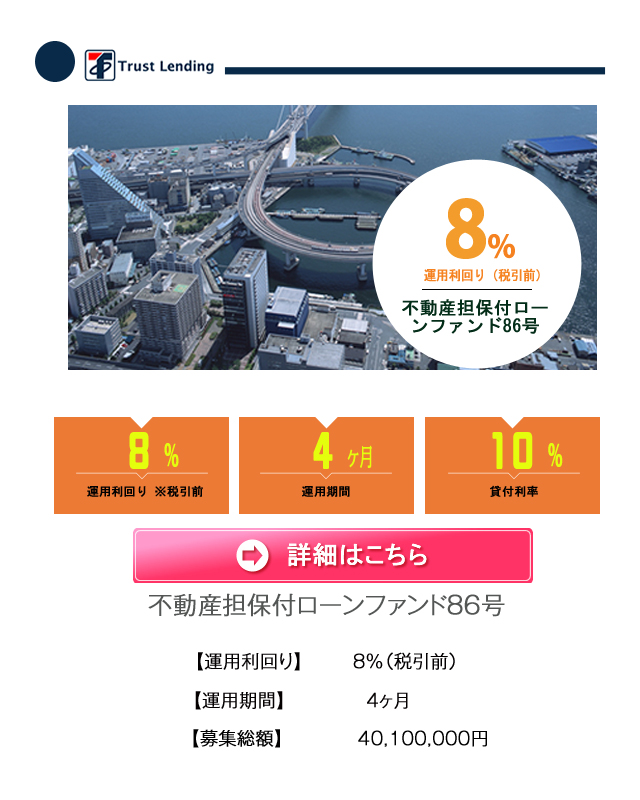 Trust Lending
8%
運用利回り（税引前）
不動産担保付ロー
ンファンド86号
8 %
運用利回り ※税引前
4 ヶ月
運用期間
10 %
貸付利率
詳細はこちら
不動産担保付ローンファンド86号
【運用利回り】 8%（税引前）
【運用期間】 4ヶ月
【募集総額】 40,100,000円